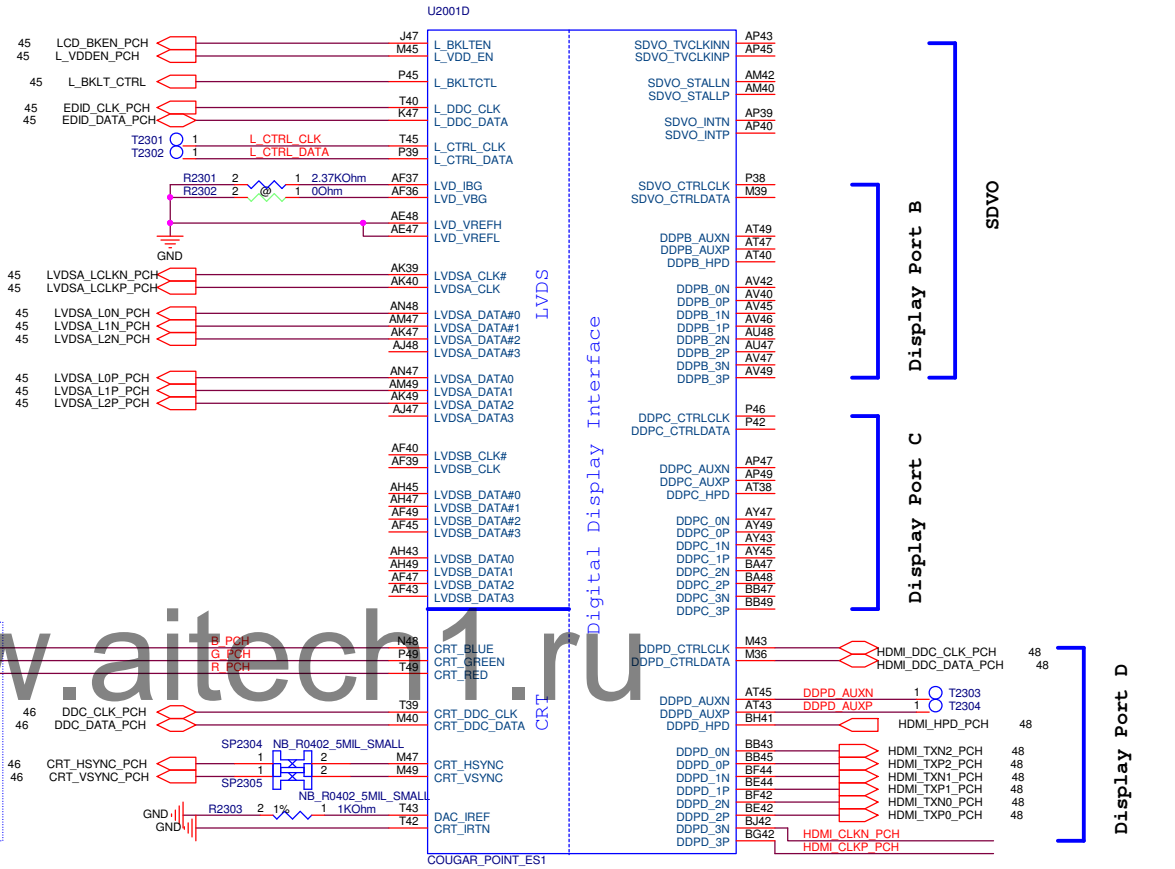 U2001D
45 LCD_BKEN_PCH J47 L_BKLTEN
45 L_VDDEN_PCH M45 L_VDD_EN
45 L_BKLT_CTRL P45 L_BKLTCTL
45 EDID_CLK_PCH T40 L_DDC_CLK
45 EDID_DATA_PCH K47 L_DDC_DATA
T2301 1 L_CTRL_CLK T45 L_CTRL_CLK
T2302 1 L_CTRL_DATA P39 L_CTRL_DATA
R2301 2 1 2.37KOhm AF37 LVD_IBG
R2302 2 @ 1 0Ohm AF36 LVD_VBG
AE48 LVD_VREFH
AE47 LVD_VREFL
GND
45 LVDSA_LCLKN_PCH AK39 LVDSA_CLK#
45 LVDSA_LCLKP_PCH AK40 LVDSA_CLK
45 LVDSA_L0N_PCH AN48 LVDSA_DATA#0
45 LVDSA_L1N_PCH AM47 LVDSA_DATA#1
45 LVDSA_L2N_PCH AK47 LVDSA_DATA#2
AJ48 LVDSA_DATA#3
45 LVDSA_L0P_PCH AN47 LVDSA_DATA0
45 LVDSA_L1P_PCH AM49 LVDSA_DATA1
45 LVDSA_L2P_PCH AK49 LVDSA_DATA2
AJ47 LVDSA_DATA3
AF40 LVDSB_CLK#
AF39 LVDSB_CLK
AH45 LVDSB_DATA#0
AH47 LVDSB_DATA#1
AF49 LVDSB_DATA#2
AF45 LVDSB_DATA#3
AH43 LVDSB_DATA0
AH49 LVDSB_DATA1
AF47 LVDSB_DATA2
AF43 LVDSB_DATA3
B_PCH N48 CRT_BLUE
G_PCH P49 CRT_GREEN
R_PCH T49 CRT_RED
46 DDC_CLK_PCH T39 CRT_DDC_CLK
46 DDC_DATA_PCH M40 CRT_DDC_DATA
SP2304 NB_R0402_5MIL_SMALL
46 CRT_HSYNC_PCH 1 2 M47 CRT_HSYNC
46 CRT_VSYNC_PCH 1 2 M49 CRT_VSYNC
SP2305
NB_R0402_5MIL_SMALL
GND R2303 2 1% 1 1KOhm T43 DAC_IREF
GND T42 CRT_IRTN
COUGAR_POINT_ES1
LVDS
CRT
Digital Display Interface
SDVO_TVCLKINN AP43
SDVO_TVCLKINP AP45
SDVO_STALLN AM42
SDVO_STALLP AM40
SDVO_INTN AP39
SDVO_INTP AP40
SDVO_CTRLCLK P38
SDVO_CTRLDATA M39
DDPB_AUXN AT49
DDPB_AUXP AT47
DDPB_HPD AT40
DDPB_0N AV42
DDPB_0P AV40
DDPB_1N AV45
DDPB_1P AV46
DDPB_2N AU48
DDPB_2P AU47
DDPB_3N AV47
DDPB_3P AV49
DDPC_CTRLCLK P46
DDPC_CTRLDATA P42
DDPC_AUXN AP47
DDPC_AUXP AP49
DDPC_HPD AT38
DDPC_0N AY47
DDPC_0P AY49
DDPC_1N AY43
DDPC_1P AY45
DDPC_2N BA47
DDPC_2P BA48
DDPC_3N BB47
DDPC_3P BB49
DDPD_CTRLCLK M43 HDMI_DDC_CLK_PCH 48
DDPD_CTRLDATA M36 HDMI_DDC_DATA_PCH 48
DDPD_AUXN AT45 DDPD_AUXN 1 T2303
DDPD_AUXP AT43 DDPD_AUXP 1 T2304
DDPD_HPD BH41 HDMI_HPD_PCH 48
DDPD_0N BB43 HDMI_TXN2_PCH 48
DDPD_0P BB45 HDMI_TXP2_PCH 48
DDPD_1N BF44 HDMI_TXN1_PCH 48
DDPD_1P BE44 HDMI_TXP1_PCH 48
DDPD_2N BF42 HDMI_TXN0_PCH 48
DDPD_2P BE42 HDMI_TXP0_PCH 48
DDPD_3N BJ42 HDMI_CLKN_PCH
DDPD_3P BG42 HDMI_CLKP_PCH
Display Port B
SDVO
Display Port C
Display Port D
w.aitech1.ru